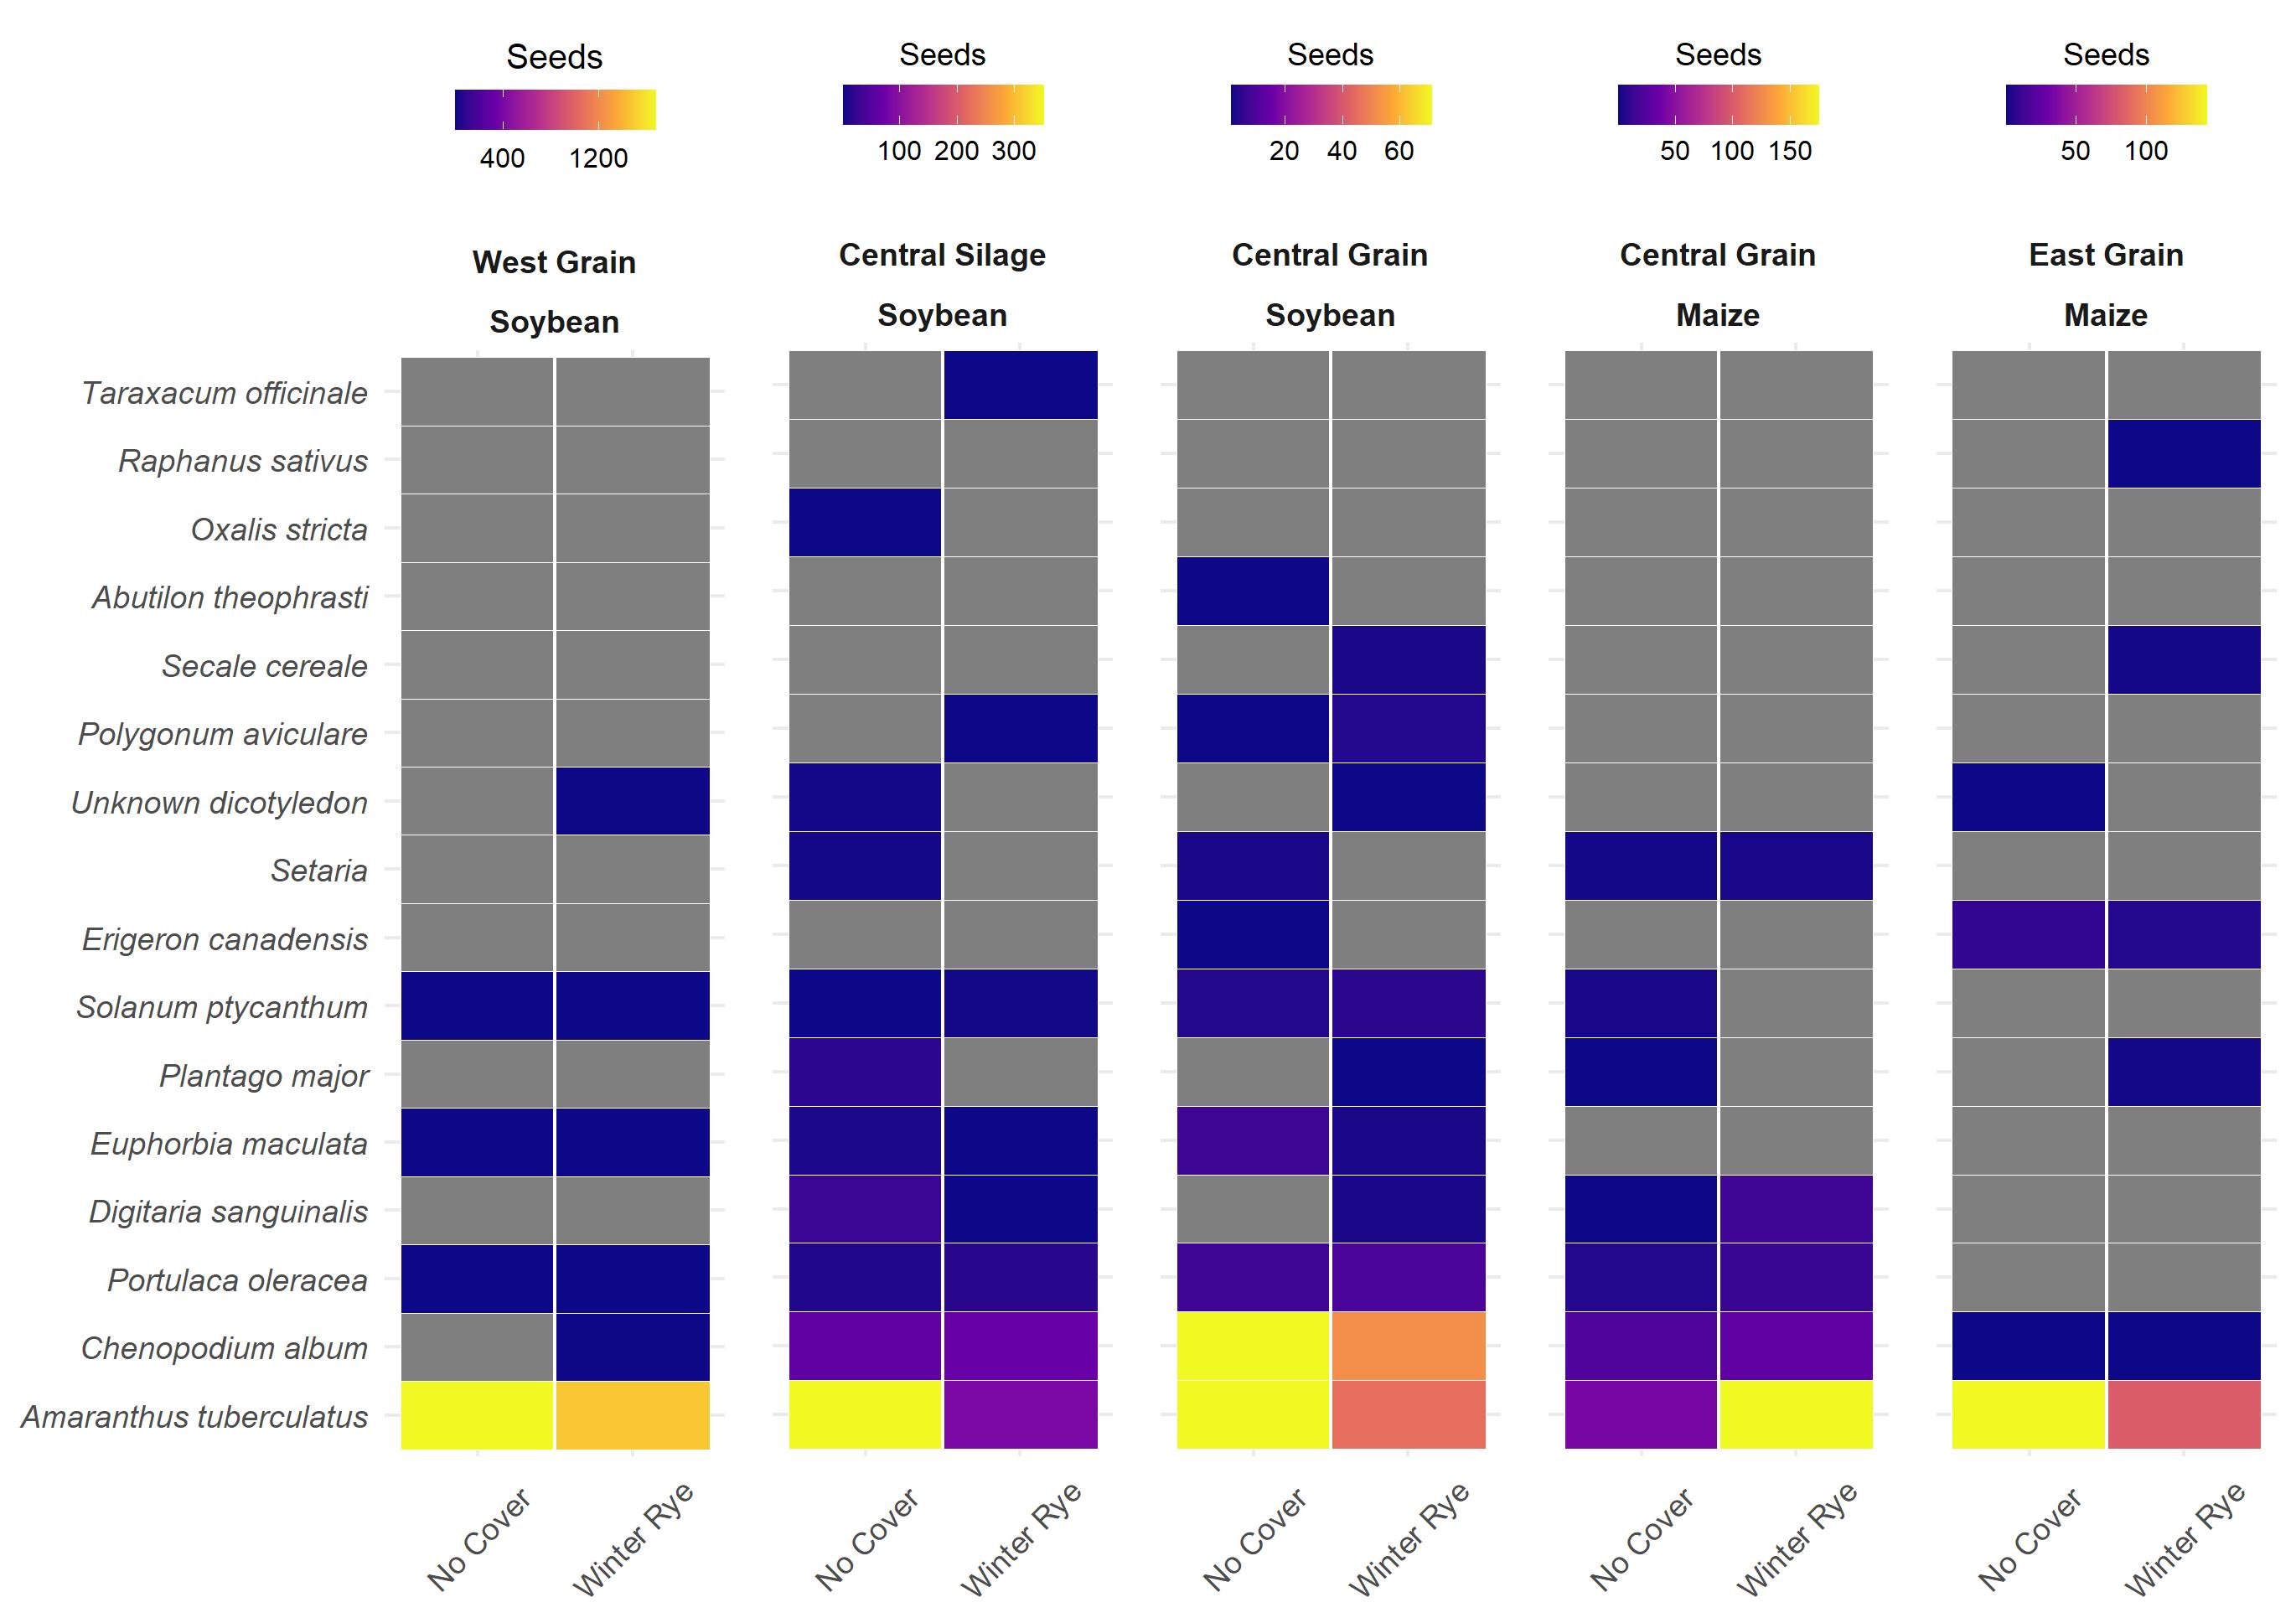 Seeds Seeds Seeds Seeds Seeds
400 1200 100 200 300 20 40 60 50 100 150 50 100
West Grain Central Silage Central Grain Central Grain East Grain
Soybean Soybean Soybean Maize Maize
Taraxacum officinale
Raphanus sativus
Oxalis stricta
Abutilon theophrasti
Secale cereale
Polygonum aviculare
Unknown dicotyledon
Setaria
Erigeron canadensis
Solanum ptycanthum
Plantago major
Euphorbia maculata
Digitaria sanguinalis
Portulaca oleracea
Chenopodium album
Amaranthus tuberculatus
No Cover Winter Rye No Cover Winter Rye No Cover Winter Rye No Cover Winter Rye No Cover Winter Rye